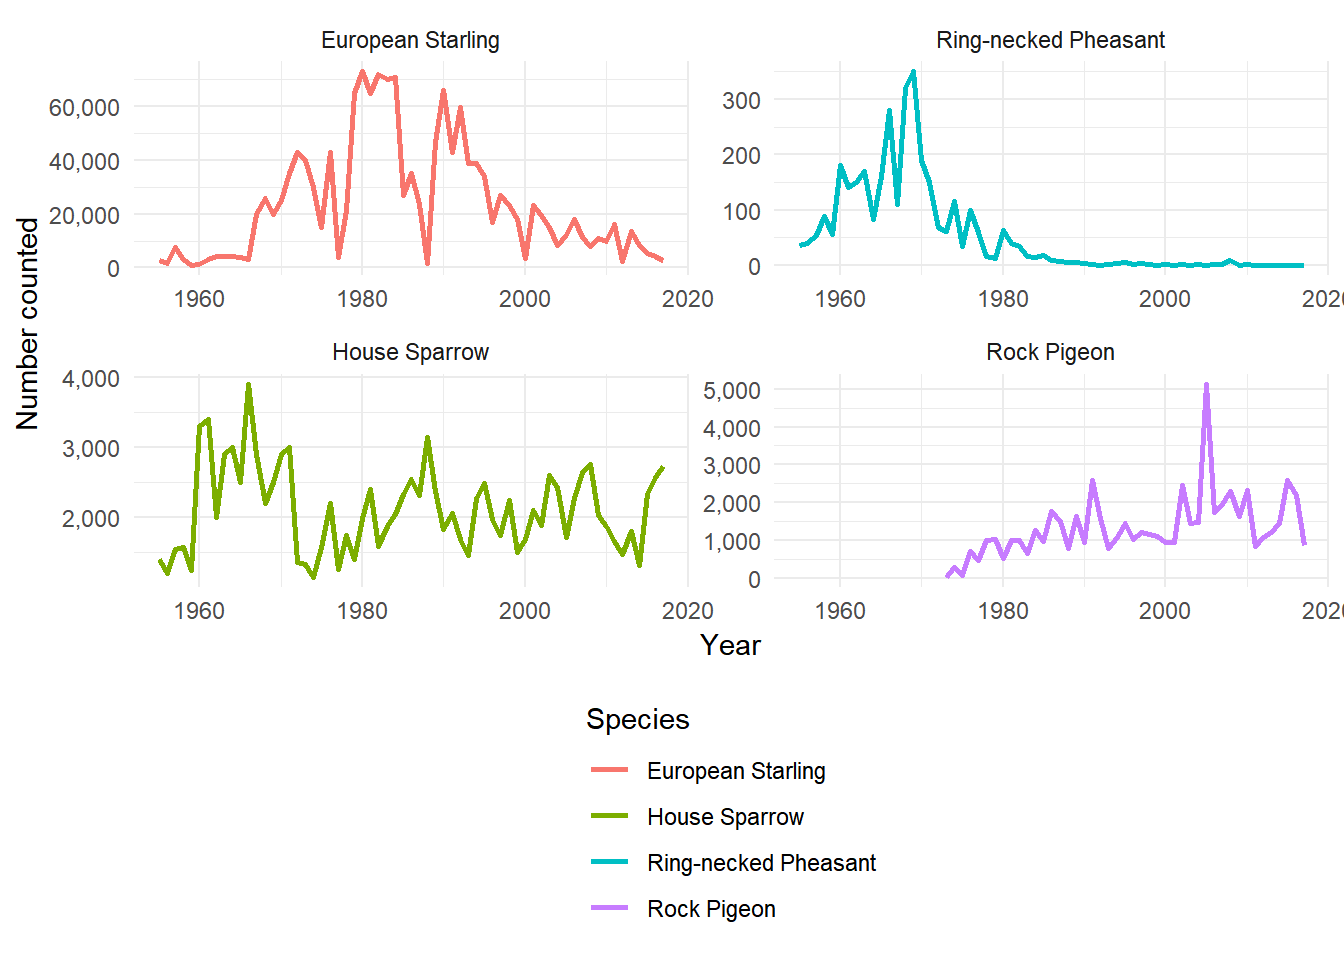 European Starling
Ring-necked Pheasant
60,000
40,000
20,000
0
300
200
100
0
1960 1980 2000 2020
1960 1980 2000 2020
Number counted
House Sparrow
Rock Pigeon
4,000
3,000
2,000
5,000
4,000
3,000
2,000
1,000
0
1960 1980 2000 2020
1960 1980 2000 2020
Year
Species
European Starling
House Sparrow
Ring-necked Pheasant
Rock Pigeon